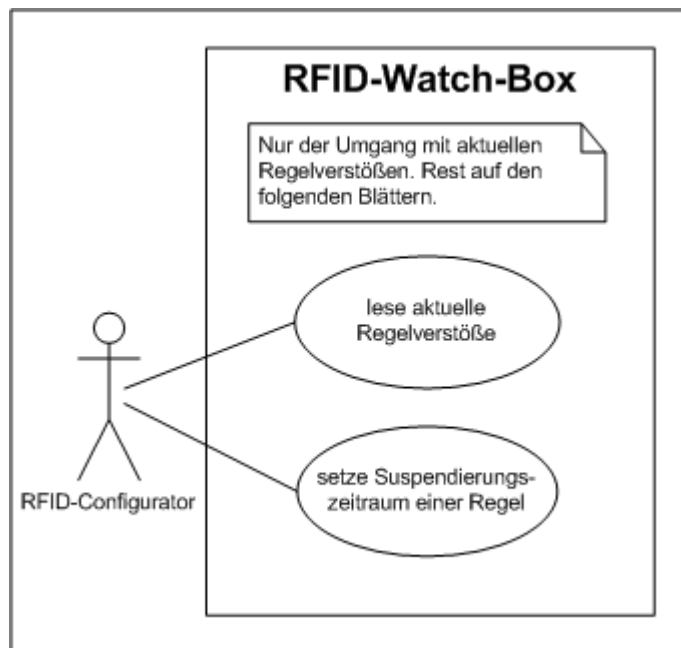 RFID-Watch-Box
Nur der Umgang mit aktuellen
Regelverstößen. Rest auf den
folgenden Blättern.
lese aktuelle
Regelverstöße
setze Suspendierungs-
zeitraum einer Regel
RFID-Configurator